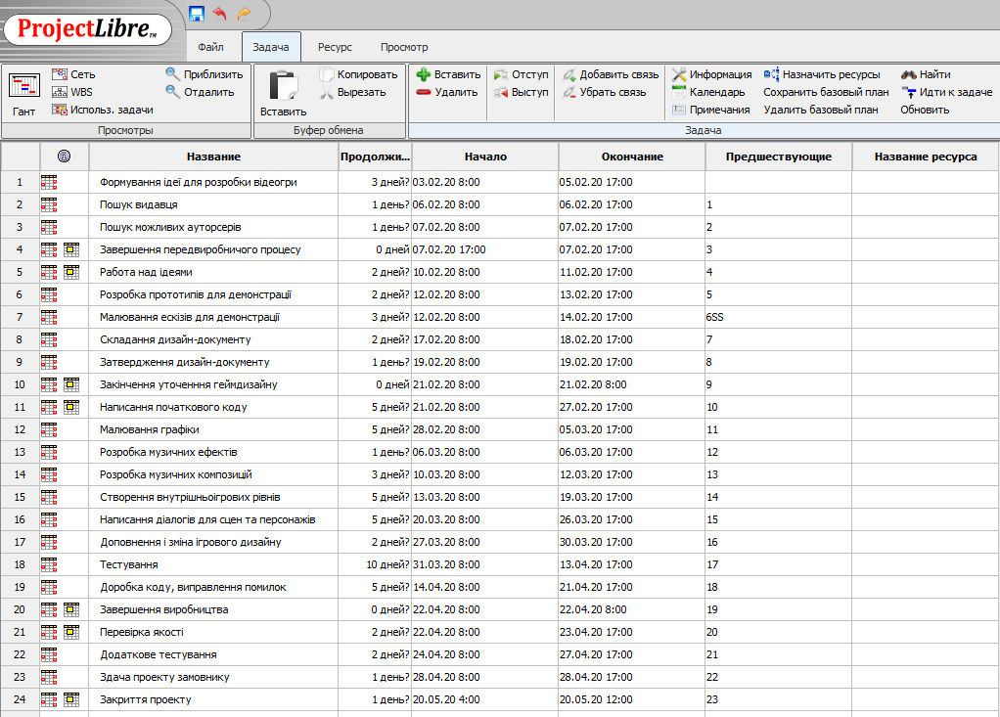 ProjectLibre™
Файл Задача Ресурс Просмотр
Гант
Сеть
WBS
Использ. задачи
Приблизить
Отдалить
Просмотры
Вставить
Копировать
Вырезать
Буфер обмена
Вставить
Удалить
Отступ
Выступ
Добавить связь
Убрать связь
Информация
Календарь
Примечания
Назначить ресурсы
Сохранить базовый план
Удалить базовый план
Найти
Идти к задаче
Обновить
Задача
Название Продолжи... Начало Окончание Предшествующие Название ресурса
1 Формування ідеї для розробки відеогри 3 дней? 03.02.20 8:00 05.02.20 17:00
2 Пошук видавця 1 день? 06.02.20 8:00 06.02.20 17:00 1
3 Пошук можливих ауторсерів 1 день? 07.02.20 8:00 07.02.20 17:00 2
4 Завершення передвиробничого процесу 0 дней 07.02.20 17:00 07.02.20 17:00 3
5 Работа над ідеями 2 дней? 10.02.20 8:00 11.02.20 17:00 4
6 Розробка прототипів для демонстрації 2 дней? 12.02.20 8:00 13.02.20 17:00 5
7 Малювання ескізів для демонстрації 3 дней? 12.02.20 8:00 14.02.20 17:00 6SS
8 Складання дизайн-документу 2 дней? 17.02.20 8:00 18.02.20 17:00 7
9 Затвердження дизайн-документу 1 день? 19.02.20 8:00 19.02.20 17:00 8
10 Закінчення уточенння геймдизайну 0 дней 21.02.20 8:00 21.02.20 8:00 9
11 Написання початкового коду 5 дней? 21.02.20 8:00 27.02.20 17:00 10
12 Малювання графіки 5 дней? 28.02.20 8:00 05.03.20 17:00 11
13 Розробка музичних ефектів 1 день? 06.03.20 8:00 06.03.20 17:00 12
14 Розробка музичних композицій 3 дней? 10.03.20 8:00 12.03.20 17:00 13
15 Створення внутрішньоігрових рівнів 5 дней? 13.03.20 8:00 19.03.20 17:00 14
16 Написання діалогів для сцен та персонажів 5 дней? 20.03.20 8:00 26.03.20 17:00 15
17 Доповнення і зміна ігрового дизайну 2 дней? 27.03.20 8:00 30.03.20 17:00 16
18 Тестування 10 дней? 31.03.20 8:00 13.04.20 17:00 17
19 Доробка коду, виправлення помилок 5 дней? 14.04.20 8:00 21.04.20 17:00 18
20 Завершення виробництва 0 дней? 22.04.20 8:00 22.04.20 8:00 19
21 Перевірка якості 2 дней? 22.04.20 8:00 23.04.20 17:00 20
22 Додаткове тестування 2 дней? 24.04.20 8:00 27.04.20 17:00 21
23 Здача проекту замовнику 1 день? 28.04.20 8:00 28.04.20 17:00 22
24 Закриття проекту 1 день? 20.05.20 4:00 20.05.20 12:00 23